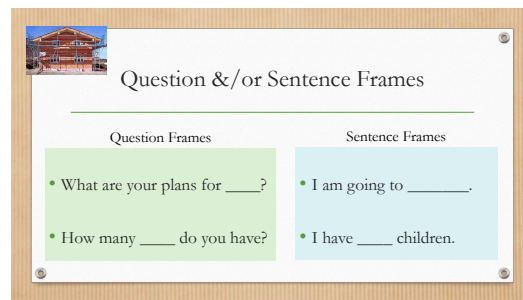 Question &/or Sentence Frames
Question Frames
• What are your plans for ____?
• How many ____ do you have?
Sentence Frames
• I am going to _______.
• I have ____ children.